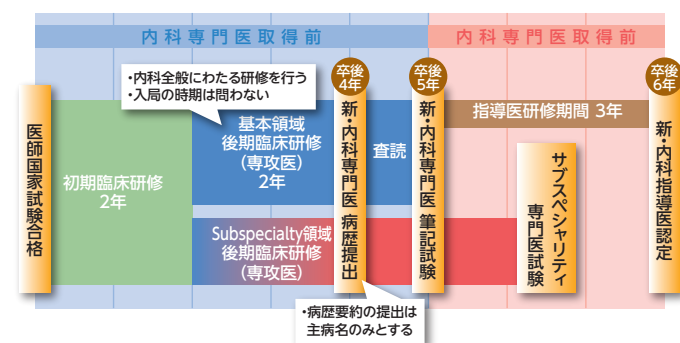 内科専門医取得前
内科専門医取得前
・内科全般にわたる研修を行う
・入局の時期は問わない
卒後
4年
卒後
5年
卒後
6年
医師国家試験合格
初期臨床研修
2年
基本領域
後期臨床研修
(専攻医)
2年
Subspecialty領域
後期臨床研修
(専攻医)
新・内科専門医 病歴提出
査読
新・内科専門医 筆記試験
指導医研修期間 3年
サブスペシャリティ
専門医試験
新・内科指導医認定
・病歴要約の提出は
主病名のみとする